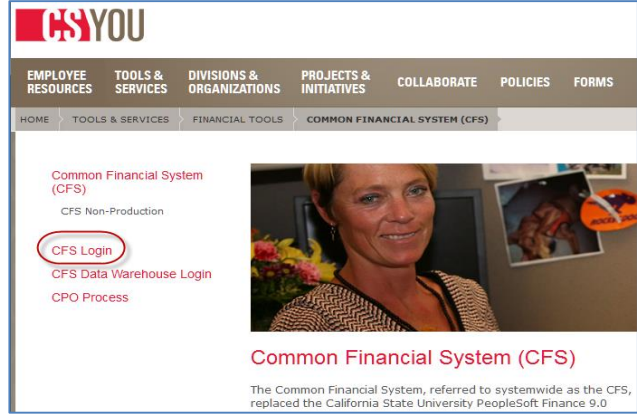 CSYOU
EMPLOYEE RESOURCES
TOOLS & SERVICES
DIVISIONS & ORGANIZATIONS
PROJECTS & INITIATIVES
COLLABORATE
POLICIES
FORMS
HOME
TOOLS & SERVICES
FINANCIAL TOOLS
COMMON FINANCIAL SYSTEM (CFS)
Common Financial System
(CFS)
CFS Non-Production
CFS Login
CFS Data Warehouse Login
CPO Process
Common Financial System (CFS)
The Common Financial System, referred to systemwide as the CFS,
replaced the California State University PeopleSoft Finance 9.0